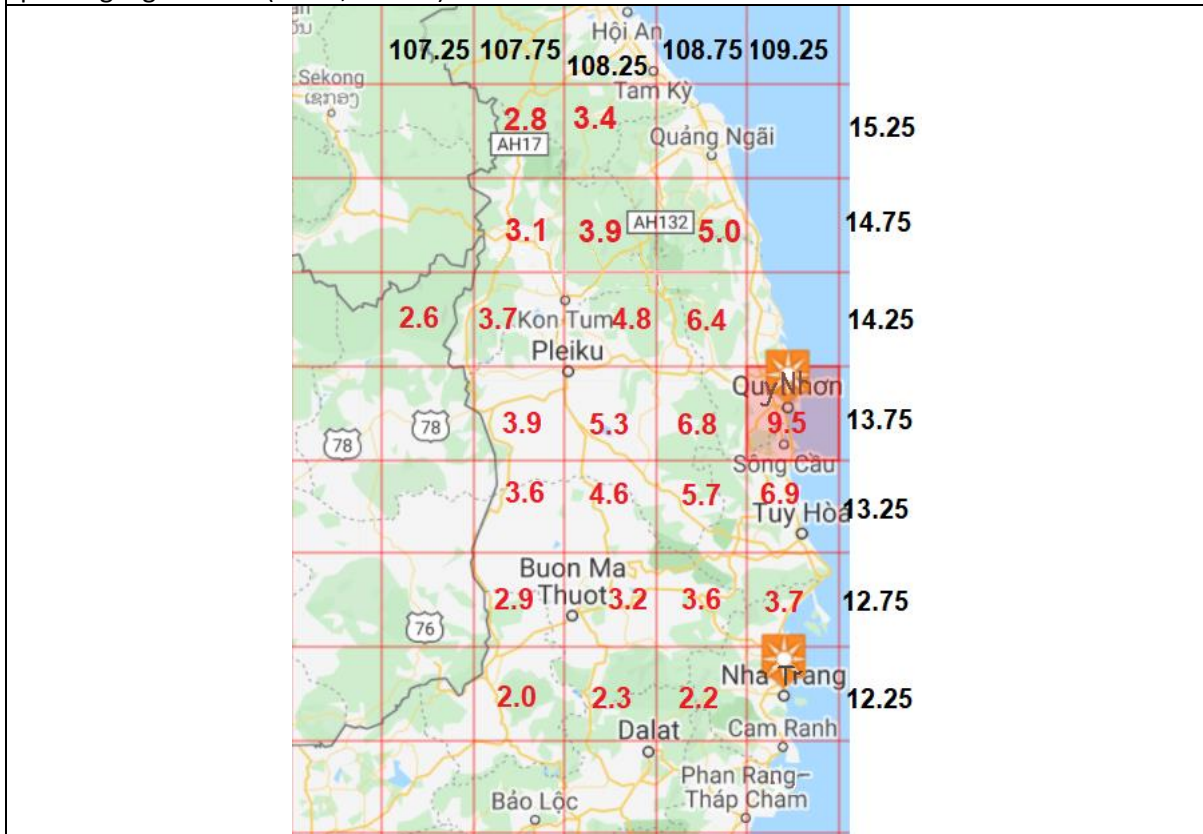 Hội An
107.25 107.75 108.25 108.75 109.25
Sekong
ເຊກອງ
Tam Kỳ
2.8 3.4 15.25
AH17 Quảng Ngãi
3.1 3.9 AH132 5.0 14.75
2.6 3.7 Kon Tum 4.8 6.4 14.25
Pleiku
Quy Nhơn
78 78 3.9 5.3 6.8 9.5 13.75
Sông Cầu
3.6 4.6 5.7 6.9
Tuy Hòa 13.25
Buon Ma
Thuot
2.9 3.2 3.6 3.7 12.75
76
Nha Trang
2.0 2.3 2.2 12.25
Dalat Cam Ranh
Phan Rang–
Tháp Chàm
Bảo Lộc